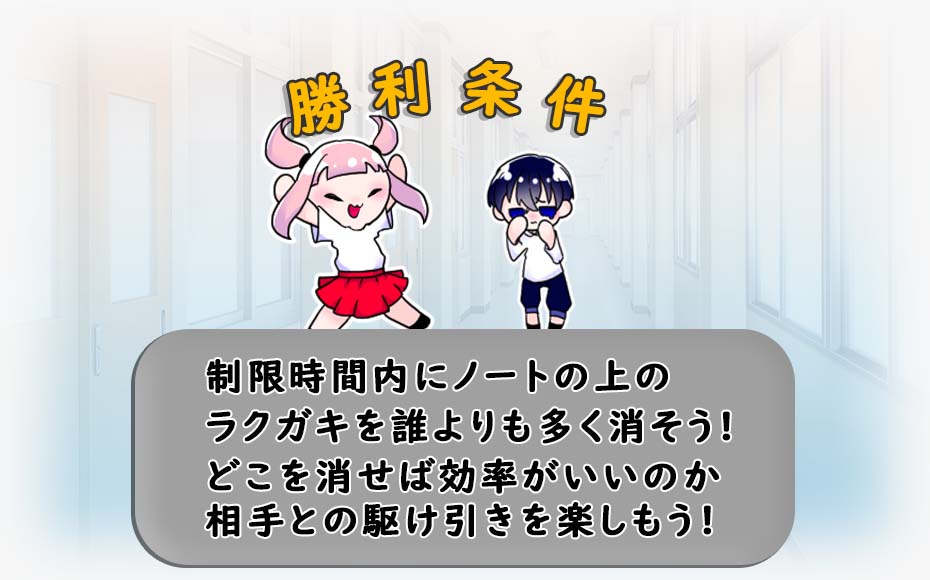 勝利条件
制限時間内にノートの上の
ラクガキを誰よりも多く消そう!
どこを消せば効率がいいのか
相手との駆け引きを楽しもう!